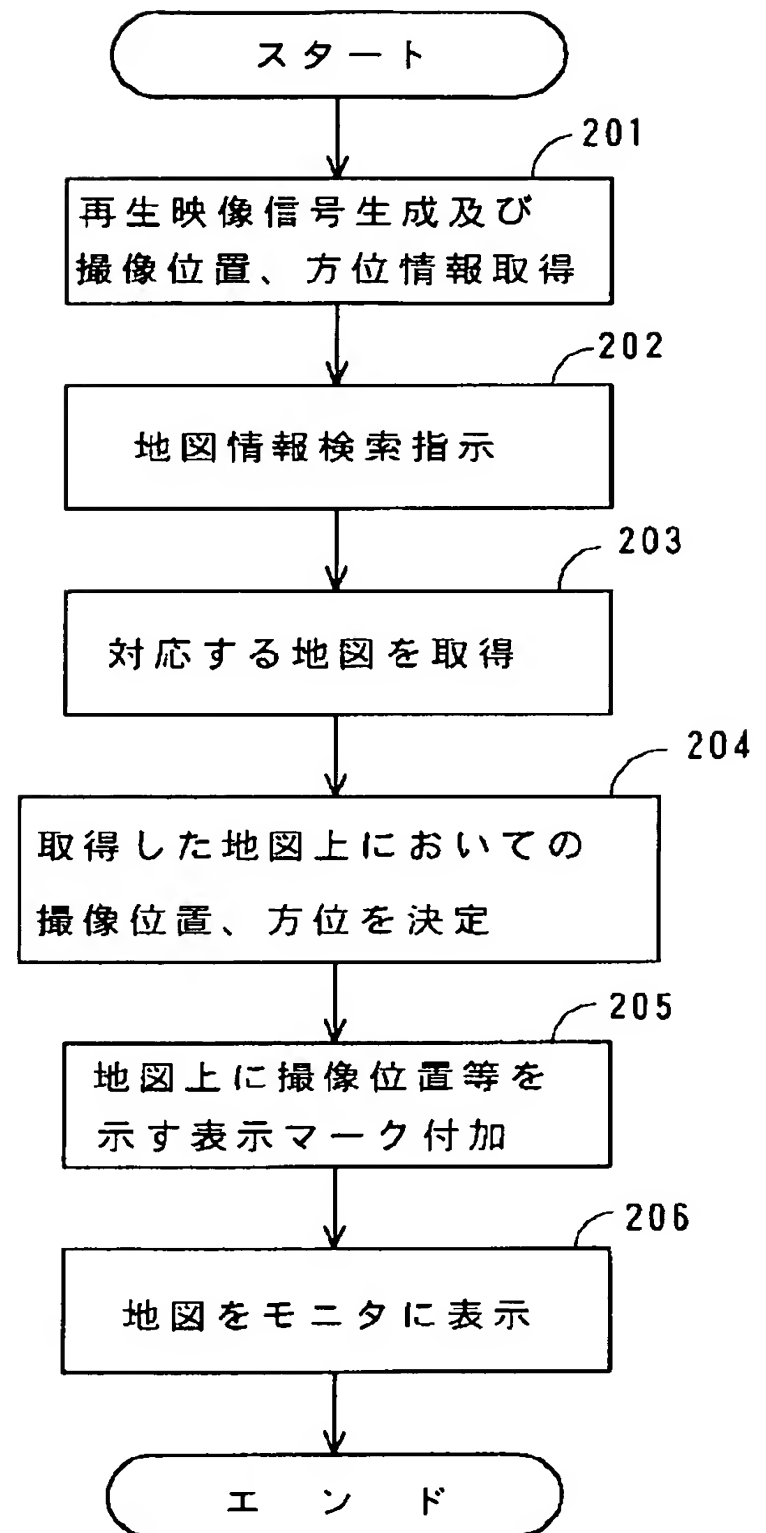 スタート
201
再生映像信号生成及び
撮像位置、方位情報取得
202
地図情報検索指示
203
対応する地図を取得
204
取得した地図上においての
撮像位置、方位を決定
205
地図上に撮像位置等を
示す表示マーク付加
206
地図をモニタに表示
エンド